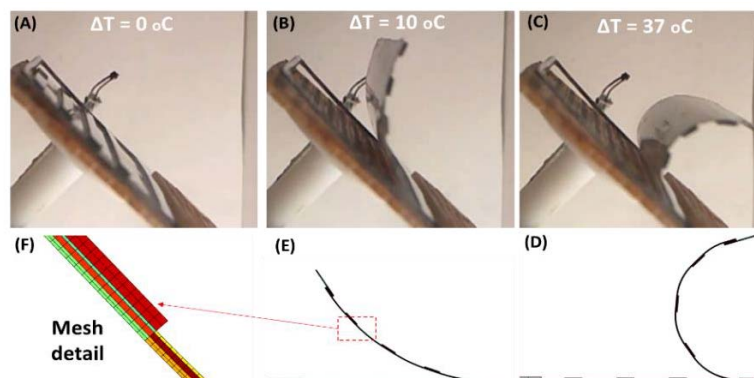 (A) ΔT = 0 oC
(B) ΔT = 10 oC
(C) ΔT = 37 oC
(F)
Mesh
detail
(E)
(D)